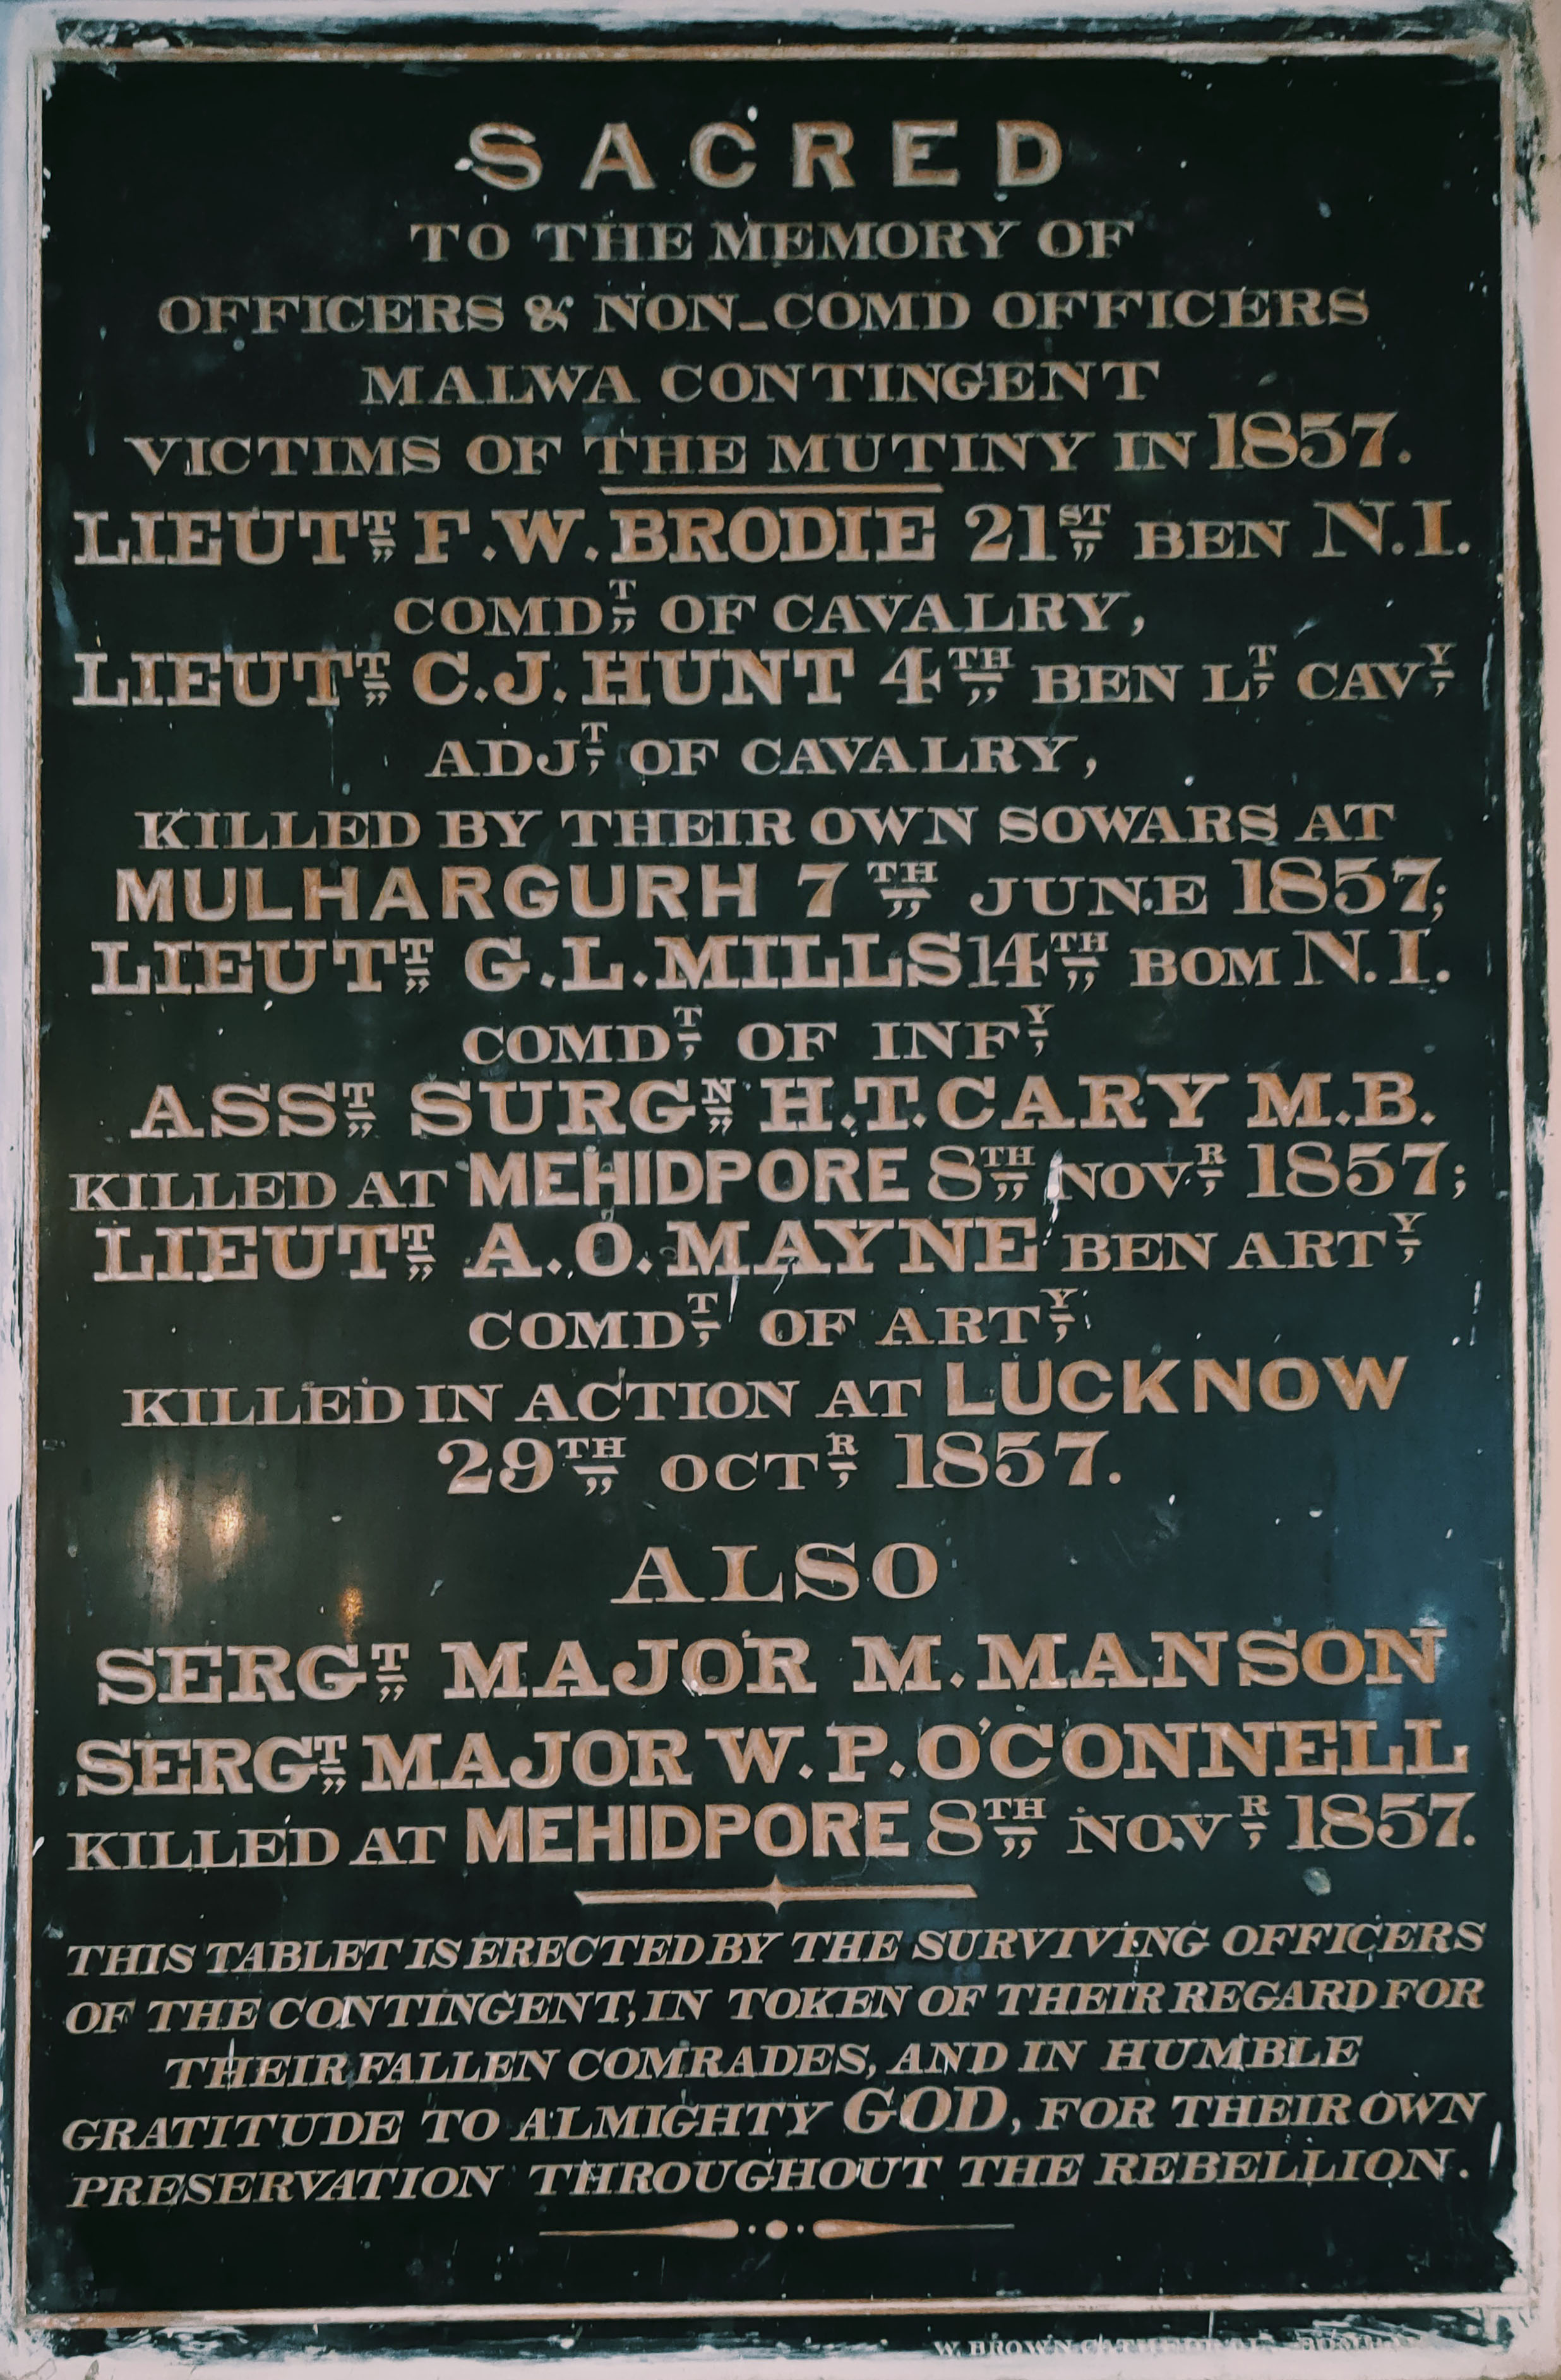 SACRED
TO THE MEMORY OF
OFFICERS & NON-COMD OFFICERS
MALWA CONTINGENT
VICTIMS OF THE MUTINY IN 1857.
LIEUTT F.W. BRODIE 21ST BEN N.I.
COMDT OF CAVALRY,
LIEUTT C.J. HUNT 4TH BEN LT CAVY
ADJT OF CAVALRY,
KILLED BY THEIR OWN SOWARS AT
MULHARGURH 7TH JUNE 1857;
LIEUTT G.L. MILLS 14TH BOM N.I.
COMDT OF INFY
ASST SURGN H.T. CARY M.B.
KILLED AT MEHIDPORE 8TH NOVR 1857;
LIEUTT A.O. MAYNE BEN ARTY
COMDT OF ARTY
KILLED IN ACTION AT LUCKNOW
29TH OCTR 1857.
ALSO
SERGT MAJOR M. MANSON
SERGT MAJOR W.P. O'CONNELL
KILLED AT MEHIDPORE 8TH NOVR 1857.
THIS TABLET IS ERECTED BY THE SURVIVING OFFICERS
OF THE CONTINGENT, IN TOKEN OF THEIR REGARD FOR
THEIR FALLEN COMRADES, AND IN HUMBLE
GRATITUDE TO ALMIGHTY GOD, FOR THEIR OWN
PRESERVATION THROUGHOUT THE REBELLION.
W. BROWN CATHEDRAL